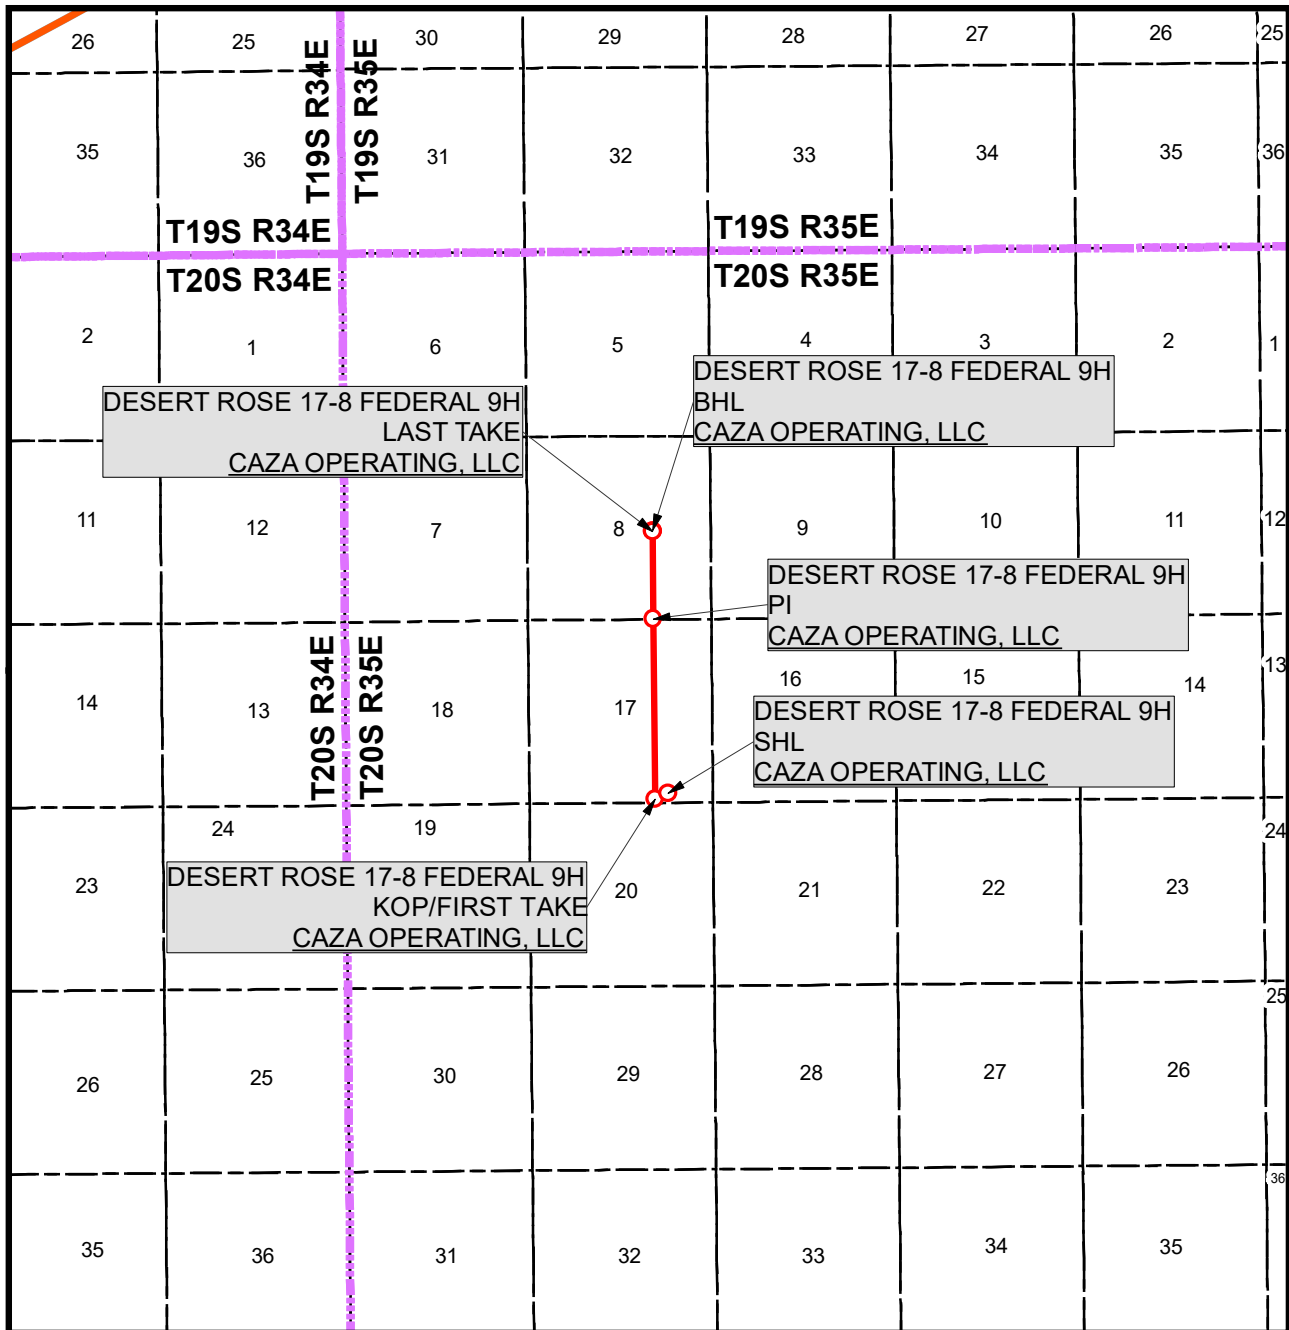 26 25 30 29 28 27 26 25
T19S R34E
T19S R35E
35 36 31 32 33 34 35 36
T19S R34E T19S R35E
T20S R34E T20S R35E
2 1 6 5 4 3 2 1
DESERT ROSE 17-8 FEDERAL 9H
BHL
CAZA OPERATING, LLC
DESERT ROSE 17-8 FEDERAL 9H
LAST TAKE
CAZA OPERATING, LLC
11 12 7 8 9 10 11 12
DESERT ROSE 17-8 FEDERAL 9H
PI
CAZA OPERATING, LLC
T20S R34E
T20S R35E
14 13 18 17 16 15 14 13
DESERT ROSE 17-8 FEDERAL 9H
SHL
CAZA OPERATING, LLC
23 24 19 20 21 22 23 24
DESERT ROSE 17-8 FEDERAL 9H
KOP/FIRST TAKE
CAZA OPERATING, LLC
26 25 30 29 28 27 26 25
35 36 31 32 33 34 35 36